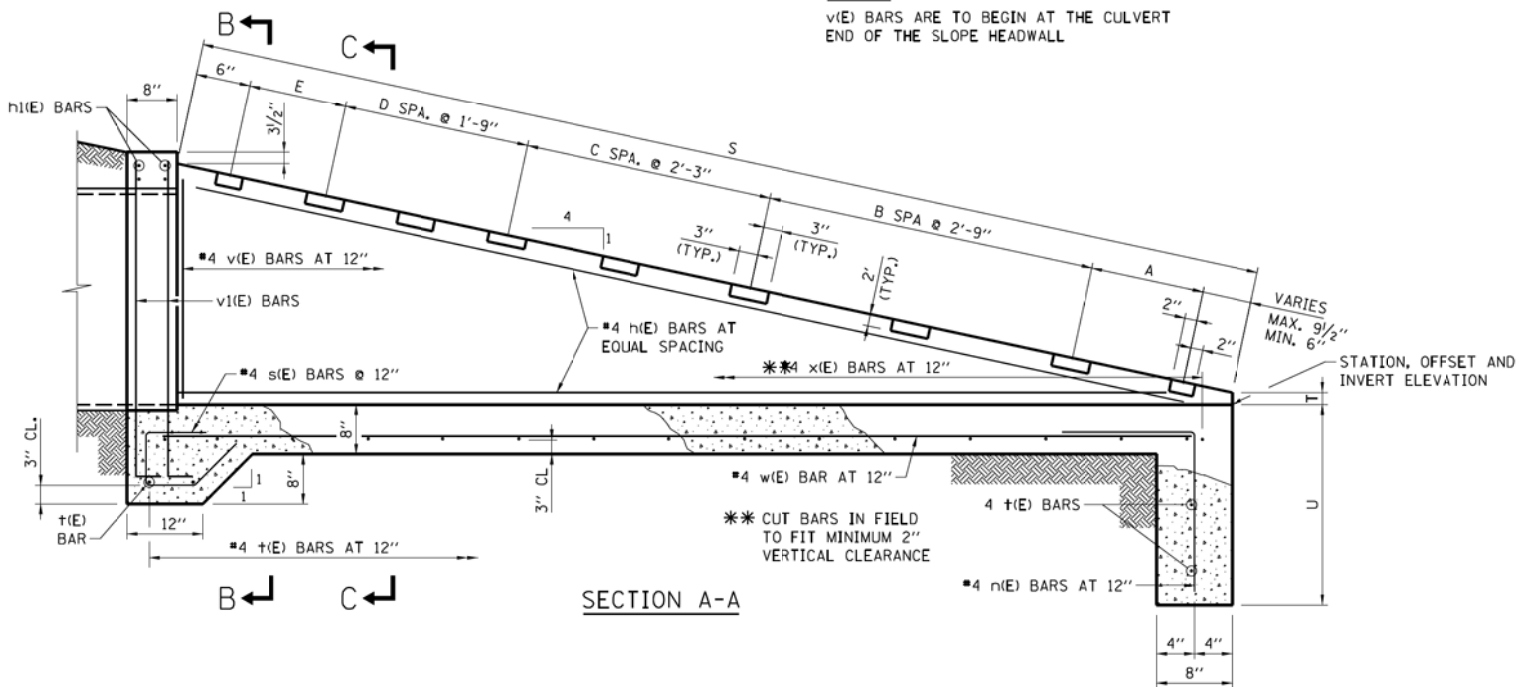 v(E) BARS ARE TO BEGIN AT THE CULVERT
END OF THE SLOPE HEADWALL
B
C
6"
E
D SPA. @ 1'-9"
C SPA. @ 2'-3"
S
B SPA @ 2'-9"
A
VARIES
MAX. 9½"
MIN. 6"
h1(E) BARS
8"
3½"
4
1
3"
(TYP.)
3"
(TYP.)
2'
(TYP.)
2"
2"
#4 v(E) BARS AT 12"
v1(E) BARS
#4 h(E) BARS AT
EQUAL SPACING
**4 x(E) BARS AT 12"
STATION, OFFSET AND
INVERT ELEVATION
T
#4 s(E) BARS @ 12"
8"
3" CL.
1
1
8"
3" CL
#4 w(E) BAR AT 12"
4 t(E) BARS
U
t(E)
BAR
12"
#4 t(E) BARS AT 12"
** CUT BARS IN FIELD
TO FIT MINIMUM 2"
VERTICAL CLEARANCE
#4 n(E) BARS AT 12"
B
C
SECTION A-A
4"
4"
8"